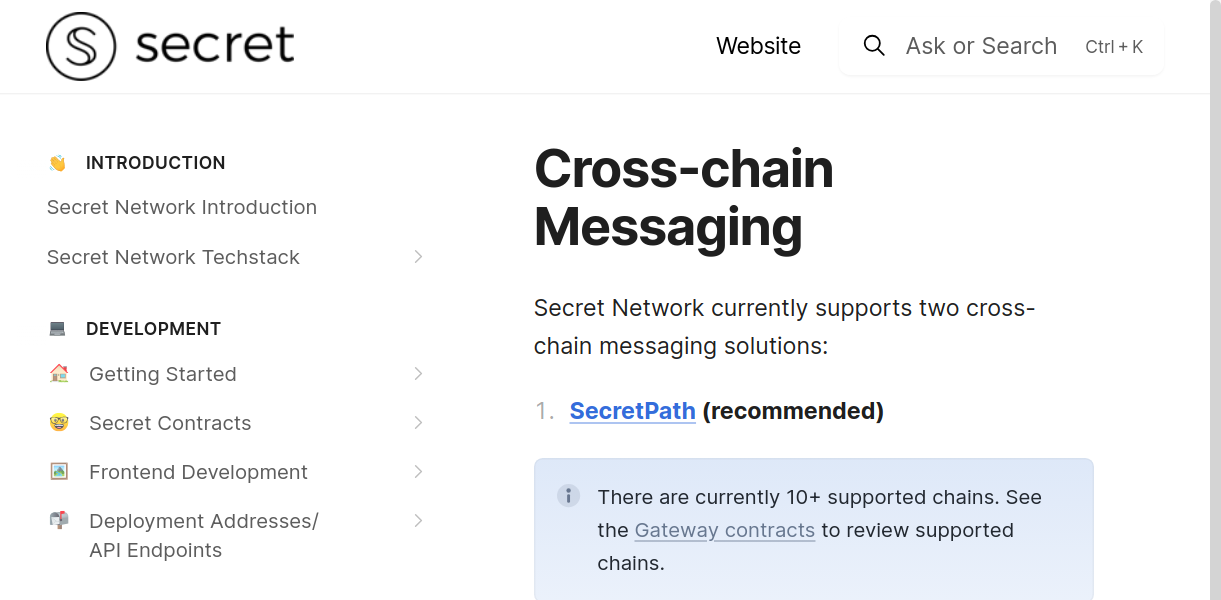 secret
Website
Ask or Search
Ctrl + K
INTRODUCTION
Secret Network Introduction
Secret Network Techstack
DEVELOPMENT
Getting Started
Secret Contracts
Frontend Development
Deployment Addresses/
API Endpoints
Cross-chain
Messaging
Secret Network currently supports two cross-
chain messaging solutions:
1. SecretPath (recommended)
There are currently 10+ supported chains. See
the Gateway contracts to review supported
chains.